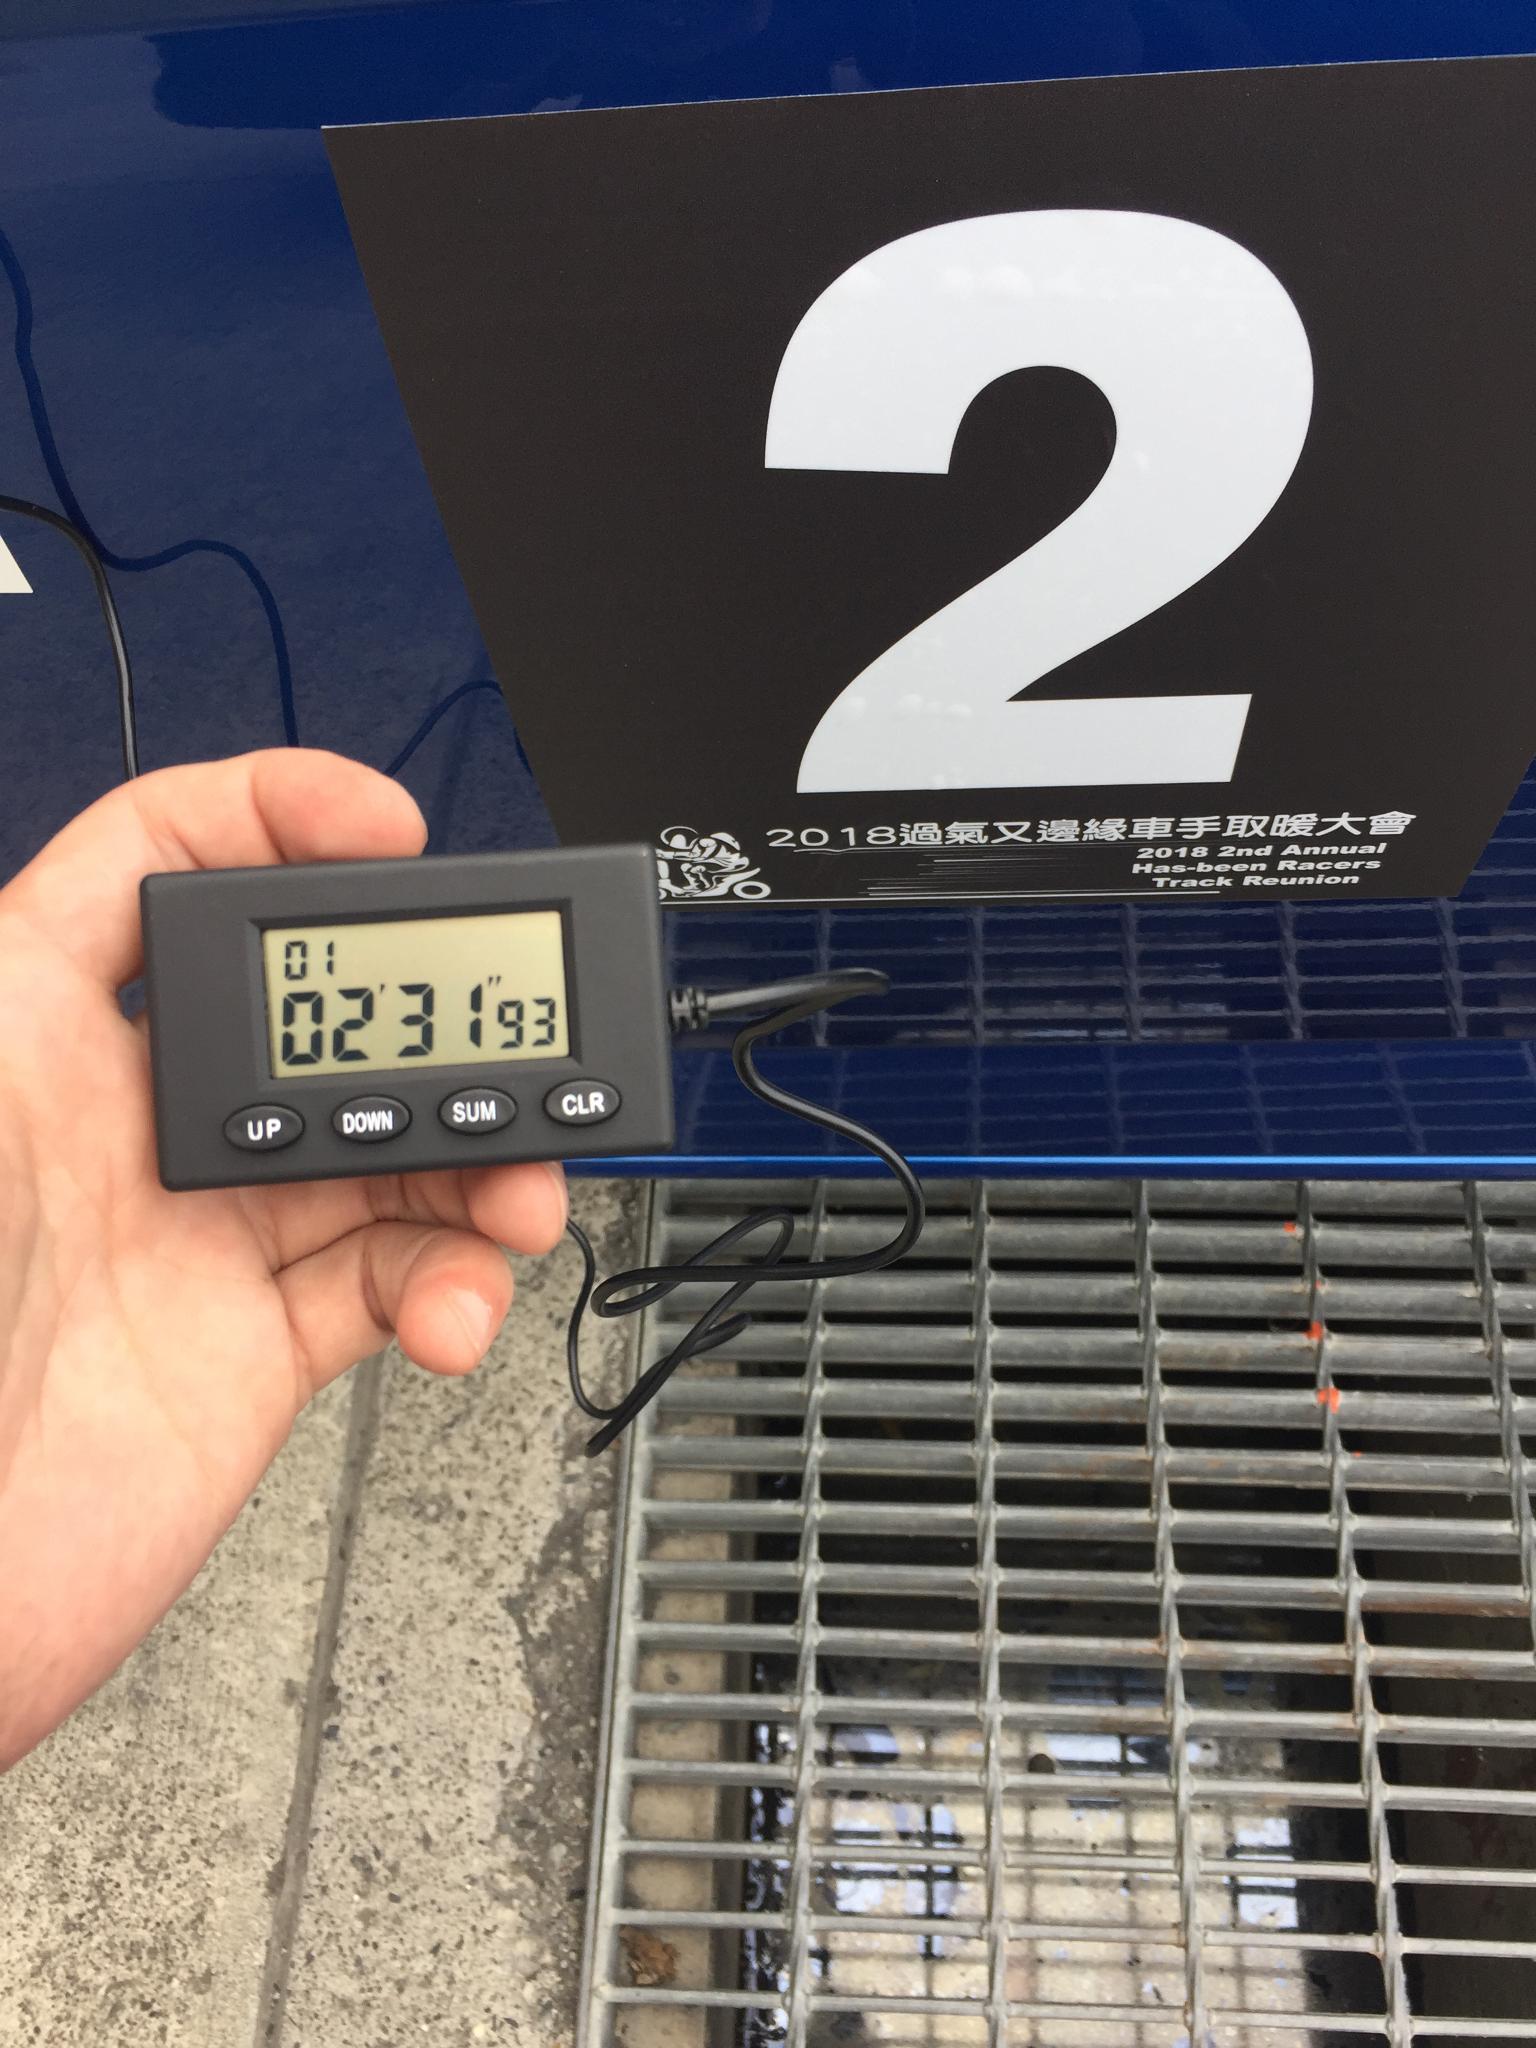 2
2018過氣又邊緣車手取暖大會
2018 2nd Annual
Has-been Racers
Track Reunion
01
02'31"93
UP DOWN SUM CLR